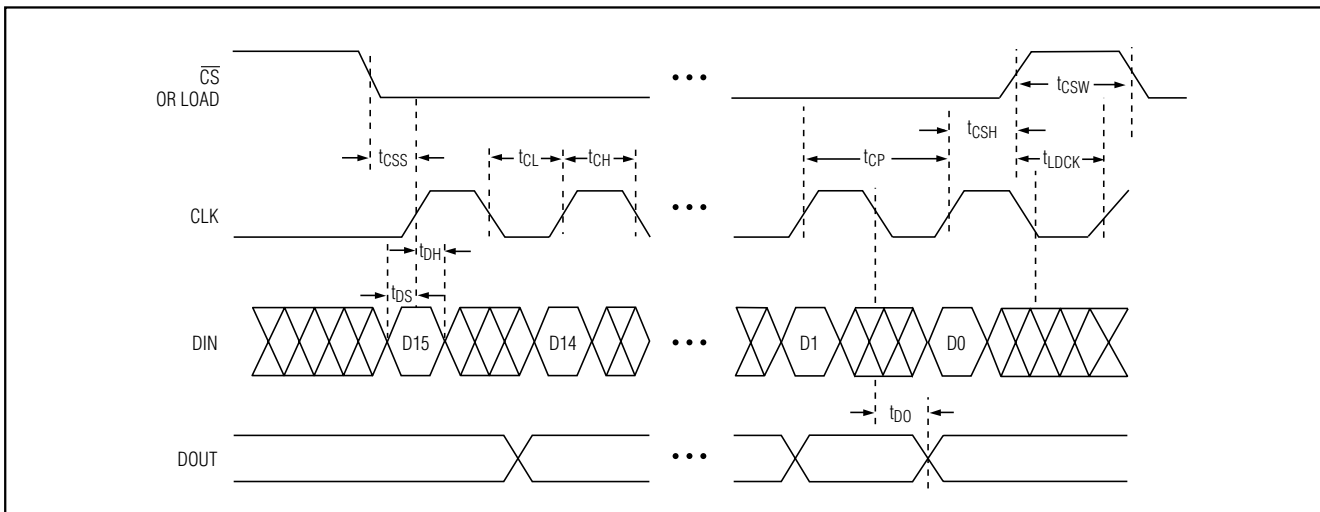 CS
OR LOAD
tCSW
tCSH
tCSS
tCL
tCH
tCP
tLDCK
CLK
tDH
tDS
DIN
D15
D14
D1
D0
tDO
DOUT